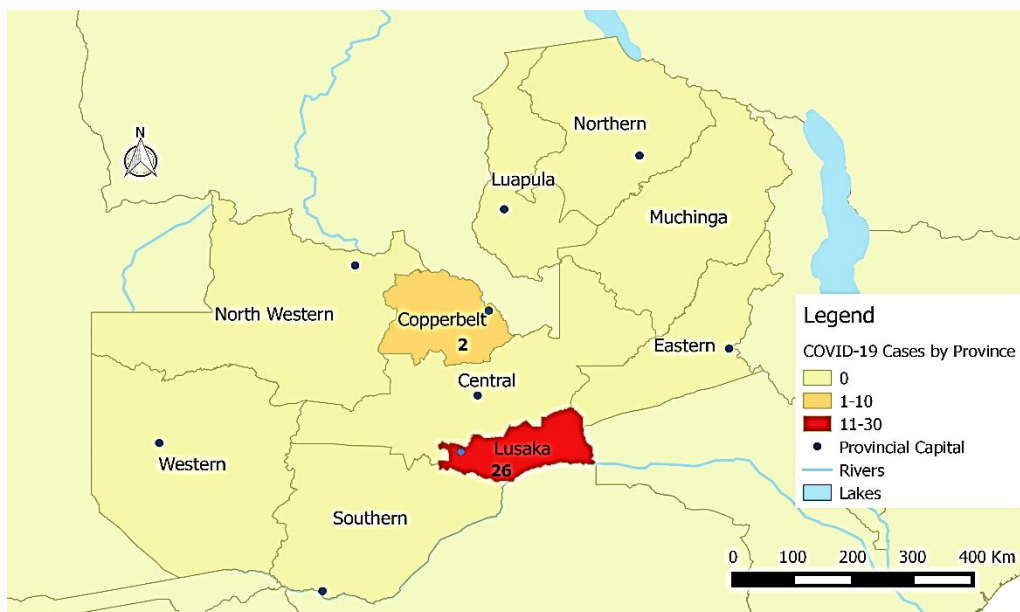 N
Northern
Luapula
Muchinga
North Western
Copperbelt
2
Eastern
Central
Western
Lusaka
26
Southern
Legend
COVID-19 Cases by Province
0
1-10
11-30
Provincial Capital
Rivers
Lakes
0 100 200 300 400 Km